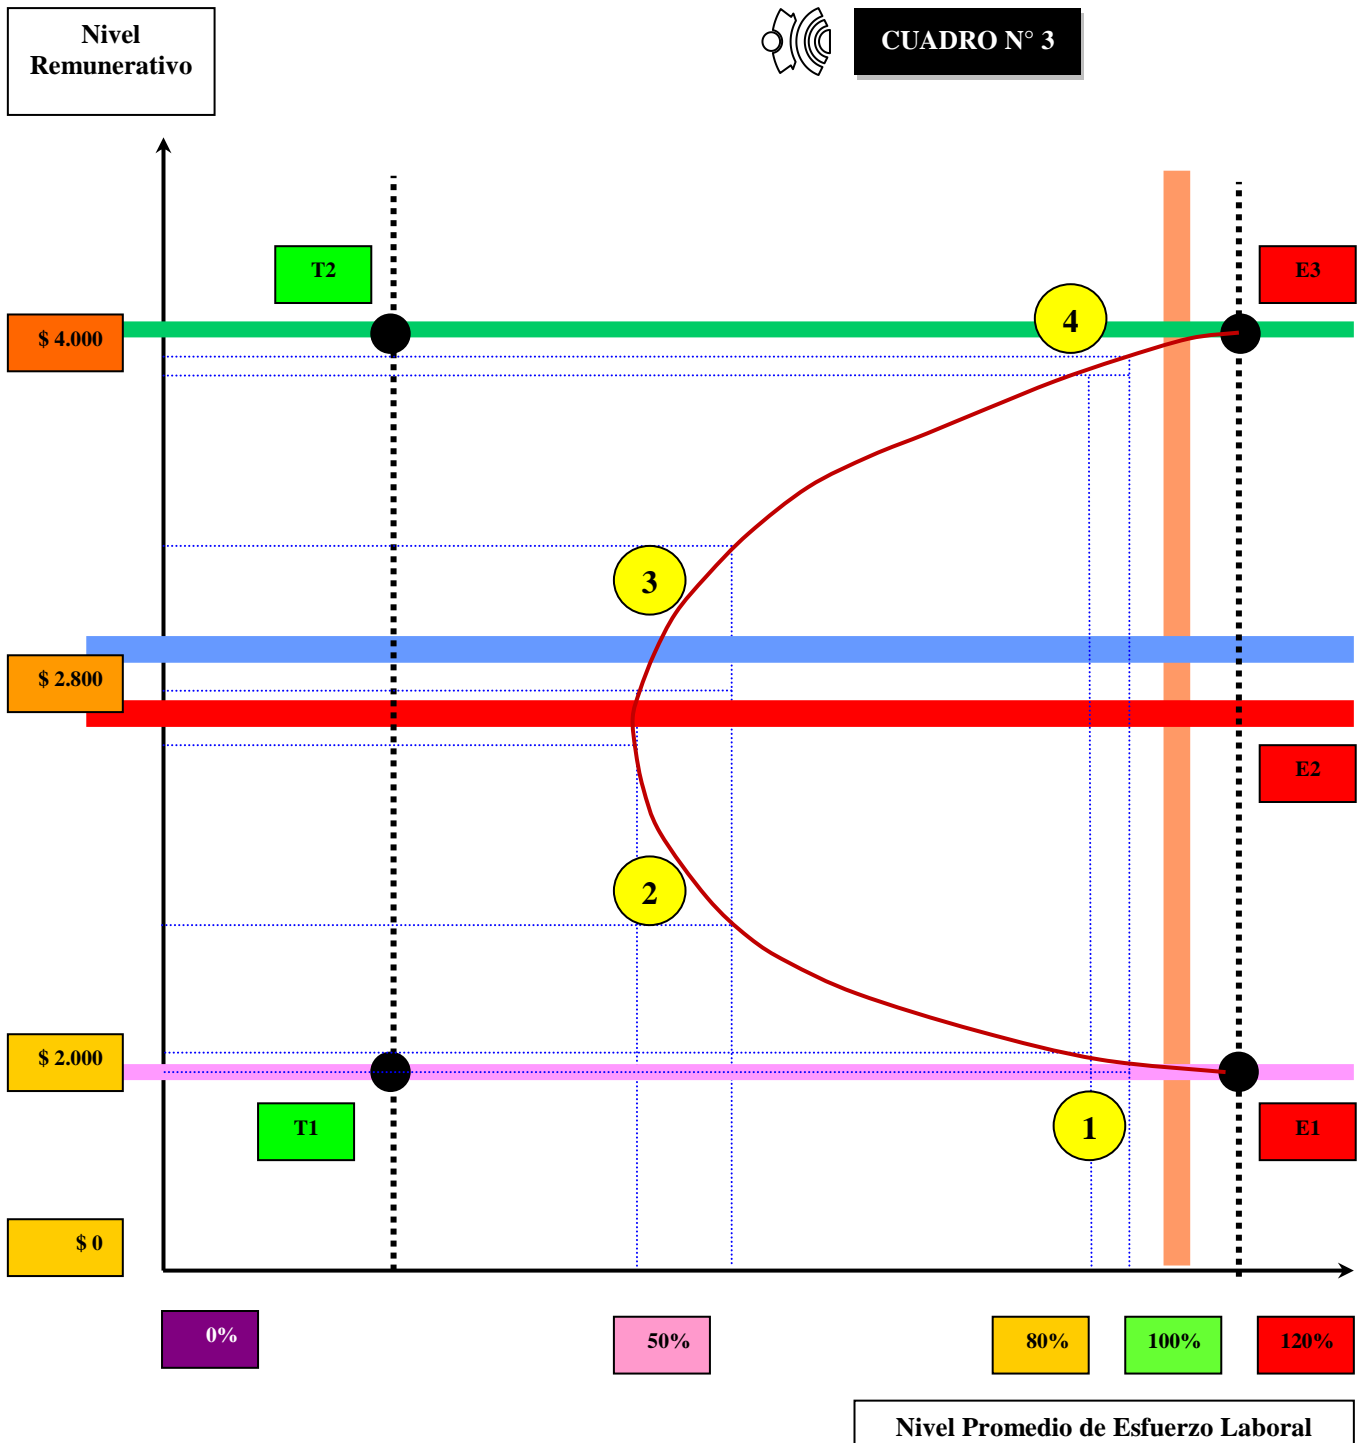 Nivel
Remunerativo
CUADRO N° 3
T2
E3
4
$ 4.000
3
$ 2.800
E2
2
$ 2.000
T1
1
E1
$ 0
0%
50%
80%
100%
120%
Nivel Promedio de Esfuerzo Laboral